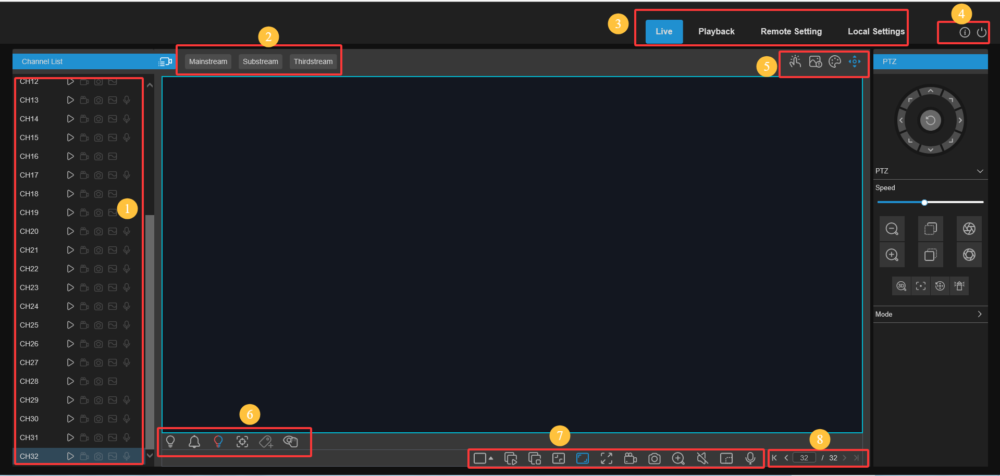 4
3
Live Playback Remote Setting Local Settings
2
Channel List
Mainstream Substream Thirdstream
5
PTZ
CH12
CH13
CH14
CH15
CH16
CH17
CH18
CH19
1
CH20
CH21
CH22
CH23
CH24
CH25
CH26
CH27
CH28
CH29
CH30
CH31
CH32
PTZ
Speed
3D
Mode
6
7
8
32 / 32